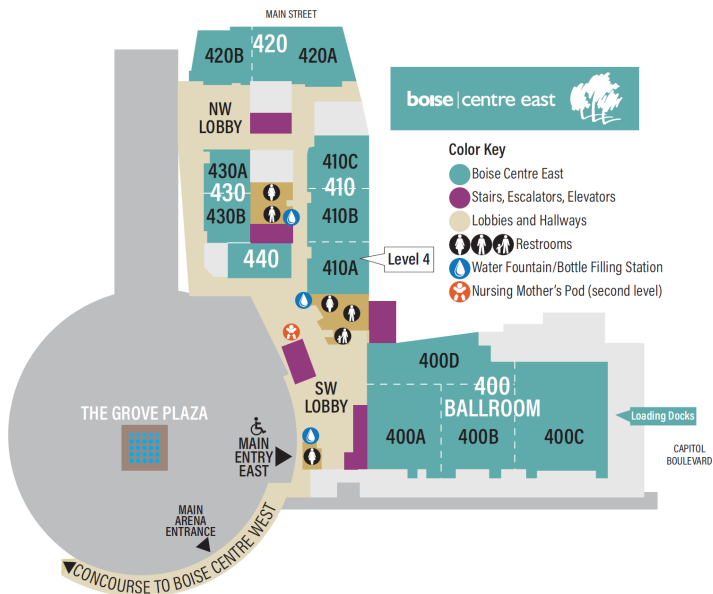 MAIN STREET
420B
420
420A
boise | centre east
NW
LOBBY
Color Key
Boise Centre East
Stairs, Escalators, Elevators
Lobbies and Hallways
Restrooms
Water Fountain/Bottle Filling Station
Nursing Mother's Pod (second level)
430A
430
430B
440
410C
410
410B
410A
Level 4
400D
400
BALLROOM
400A
400B
400C
SW
LOBBY
Loading Docks
CAPITOL
BOULEVARD
THE GROVE PLAZA
MAIN
ENTRY
EAST
MAIN
ARENA
ENTRANCE
CONCOURSE TO BOISE CENTRE WEST